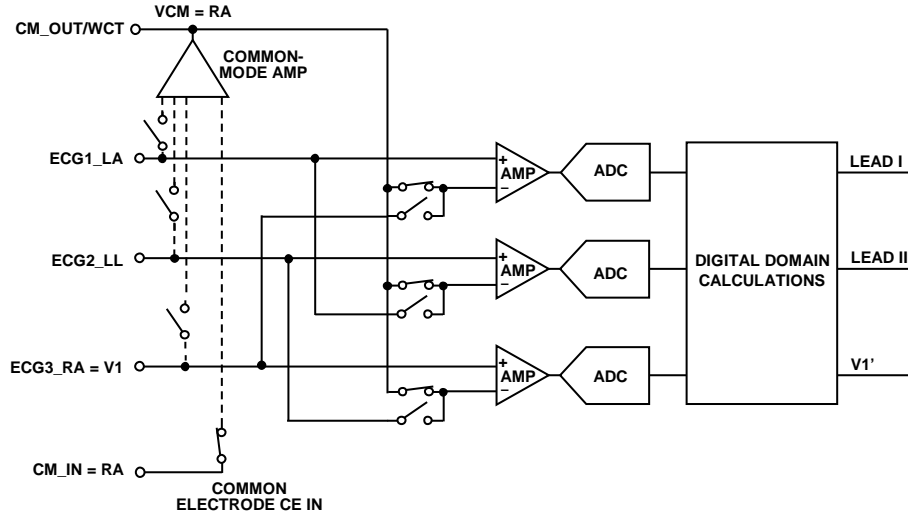 VCM = RA
CM_OUT/WCT
COMMON-
MODE AMP
ECG1_LA
+
AMP
–
ADC
LEAD I
ECG2_LL
+
AMP
–
ADC
DIGITAL DOMAIN
CALCULATIONS
LEAD II
ECG3_RA = V1
+
AMP
–
ADC
V1’
CM_IN = RA
COMMON
ELECTRODE CE IN